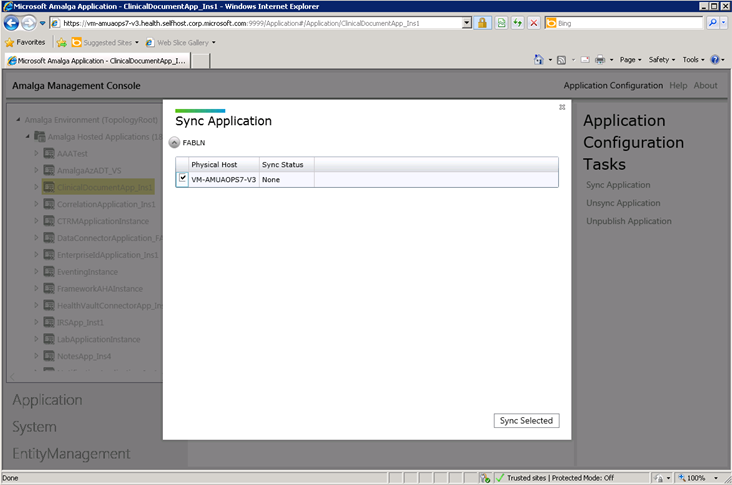 Microsoft Amalga Application - ClinicalDocumentApp_Ins1 - Windows Internet Explorer
https://vm-amuaops7-v3.health.selfhost.corp.microsoft.com:9999/Application#/Application/ClinicalDocumentApp_Ins1
Bing
Favorites
Suggested Sites
Web Slice Gallery
Microsoft Amalga Application - ClinicalDocumentApp_I...
Page
Safety
Tools
Amalga Management Console
Application Configuration Help About
Amalga Environment (TopologyRoot)
Amalga Hosted Applications (18
AAATest
AmalgaAzADT_VS
ClinicalDocumentApp_Ins1
CorrelationApplication_Ins1
CTRMApplicationInstance
DataConnectorApplication_FA
EnterpriseIdApplication_Ins1
EventingInstance
FrameworkAHAInstance
HealthVaultConnectorApp_In
IRSApp_Inst1
LabApplicationInstance
NotesApp_Ins4
Application
System
EntityManagement
Sync Application
FABLN
Physical Host Sync Status
VM-AMUAOPS7-V3 None
Sync Selected
Application
Configuration
Tasks
Sync Application
Unsync Application
Unpublish Application
Done
Trusted sites | Protected Mode: Off
100%